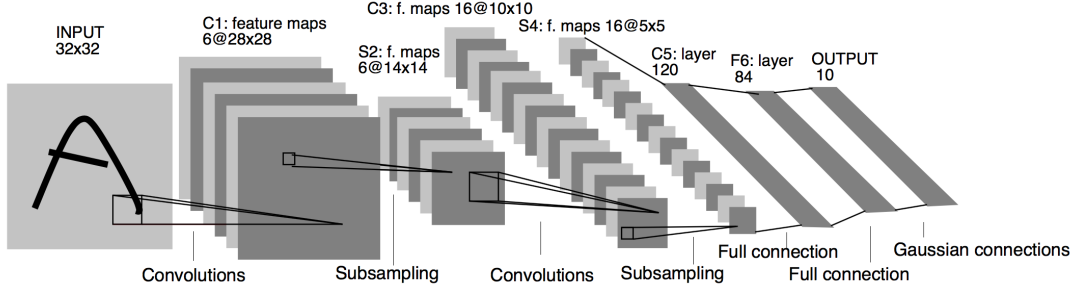 INPUT
32x32
C1: feature maps
6@28x28
S2: f. maps
6@14x14
C3: f. maps 16@10x10
S4: f. maps 16@5x5
C5: layer
120
F6: layer
84
OUTPUT
10
Convolutions
Subsampling
Convolutions
Subsampling
Full connection
Full connection
Gaussian connections